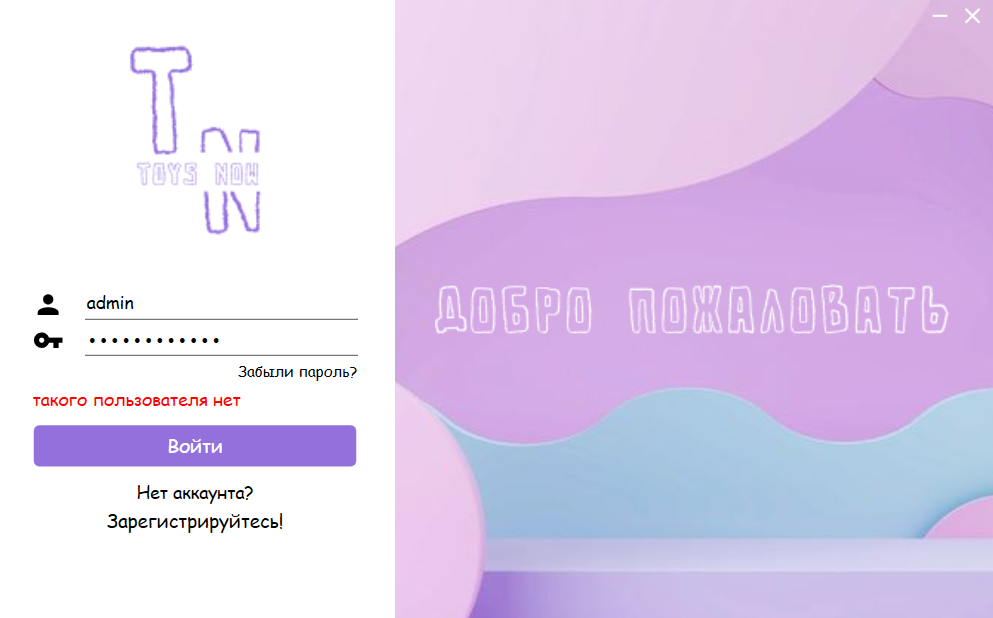 T
N
TOYS NOW
admin
Забыли пароль?
такого пользователя нет
Войти
Нет аккаунта?
Зарегистрируйтесь!
ДОБРО ПОЖАЛОВАТЬ